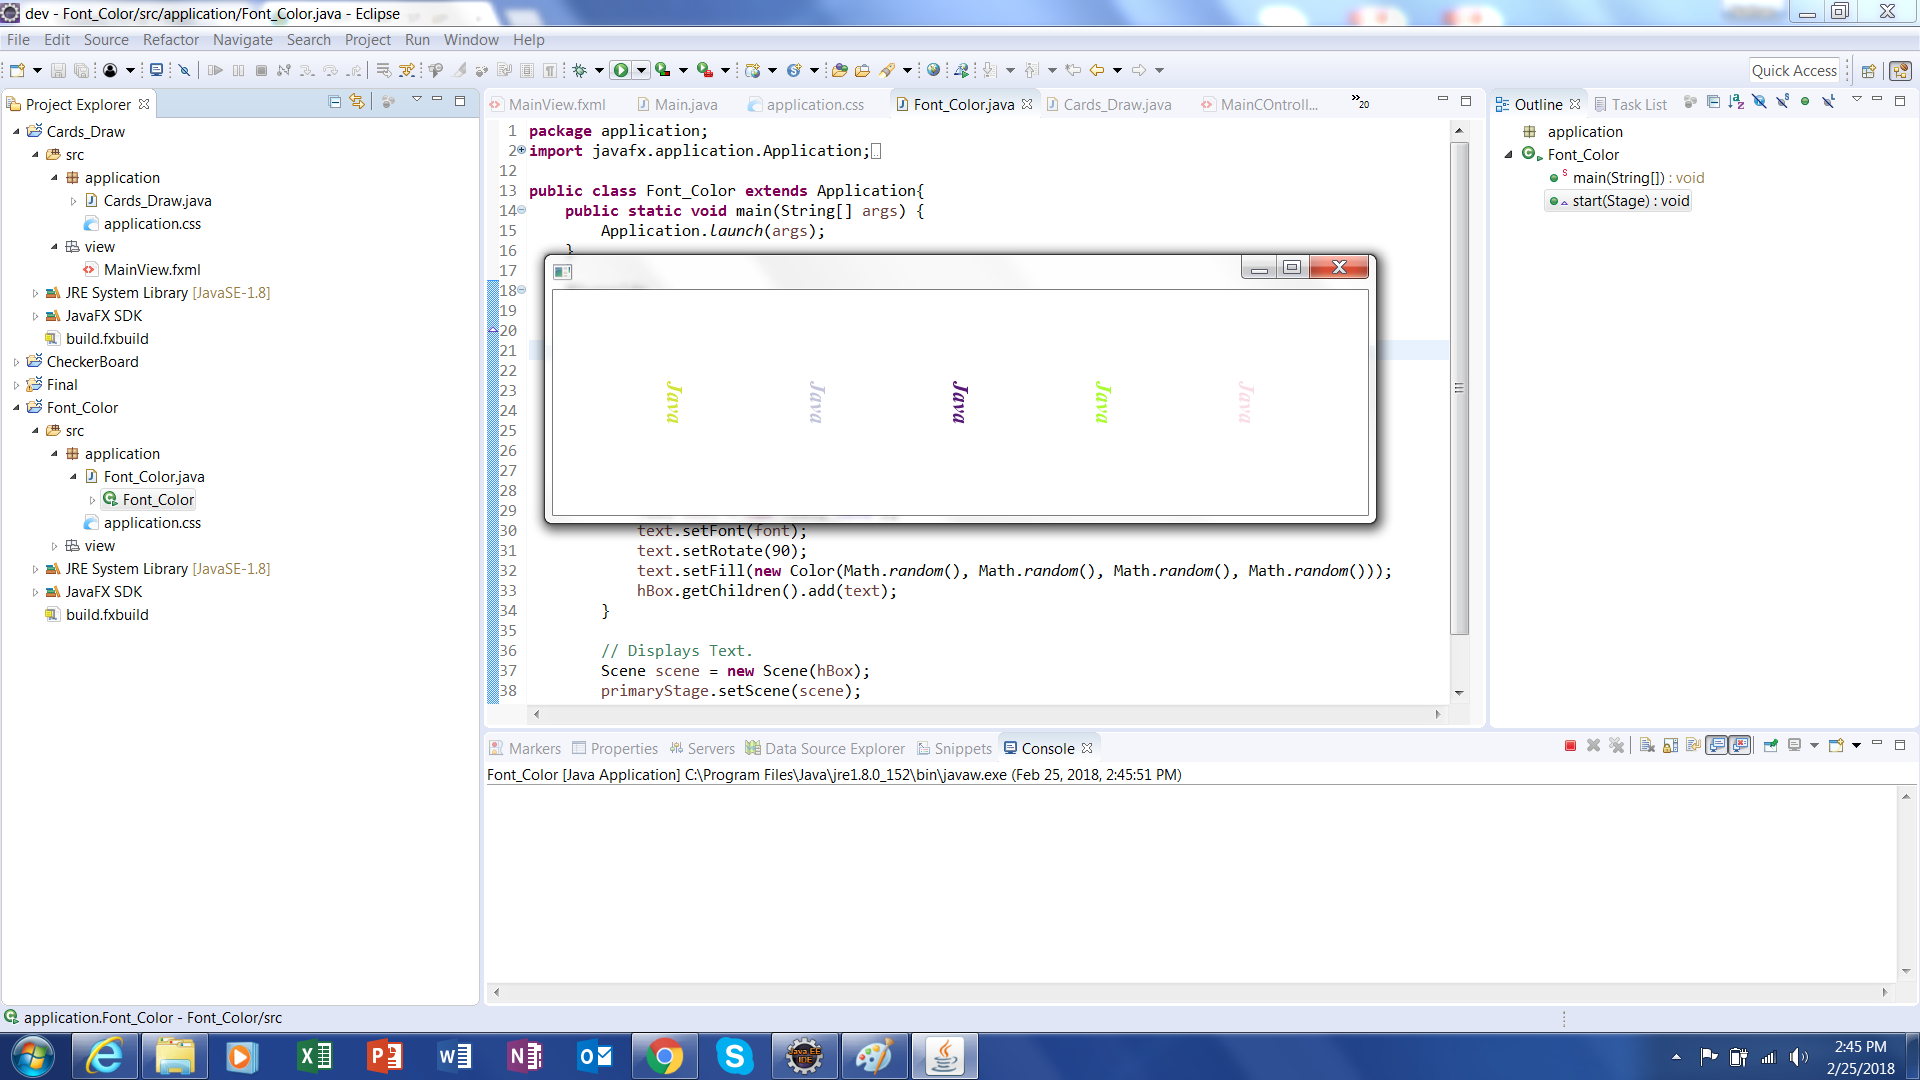 dev - Font_Color/src/application/Font_Color.java - Eclipse
File Edit Source Refactor Navigate Search Project Run Window Help
Quick Access
Project Explorer
Cards_Draw
src
application
Cards_Draw.java
application.css
view
MainView.fxml
JRE System Library [JavaSE-1.8]
JavaFX SDK
build.fxbuild
CheckerBoard
Final
Font_Color
src
application
Font_Color.java
Font_Color
application.css
view
JRE System Library [JavaSE-1.8]
JavaFX SDK
build.fxbuild
MainView.fxml Main.java application.css Font_Color.java Cards_Draw.java MainCOntroll... »20
1 package application;
2 import javafx.application.Application;
12
13 public class Font_Color extends Application{
14 public static void main(String[] args) {
15 Application.launch(args);
16 }
17
18
19
20
21
22
23
24
25
26
27
28
29
Java Java Java Java Java
30 text.setFont(font);
31 text.setRotate(90);
32 text.setFill(new Color(Math.random(), Math.random(), Math.random(), Math.random()));
33 hBox.getChildren().add(text);
34 }
35
36 // Displays Text.
37 Scene scene = new Scene(hBox);
38 primaryStage.setScene(scene);
Outline Task List
application
Font_Color
main(String[]) : void
start(Stage) : void
Markers Properties Servers Data Source Explorer Snippets Console
Font_Color [Java Application] C:\Program Files\Java\jre1.8.0_152\bin\javaw.exe (Feb 25, 2018, 2:45:51 PM)
application.Font_Color - Font_Color/src
Java EE
IDE
2:45 PM
2/25/2018